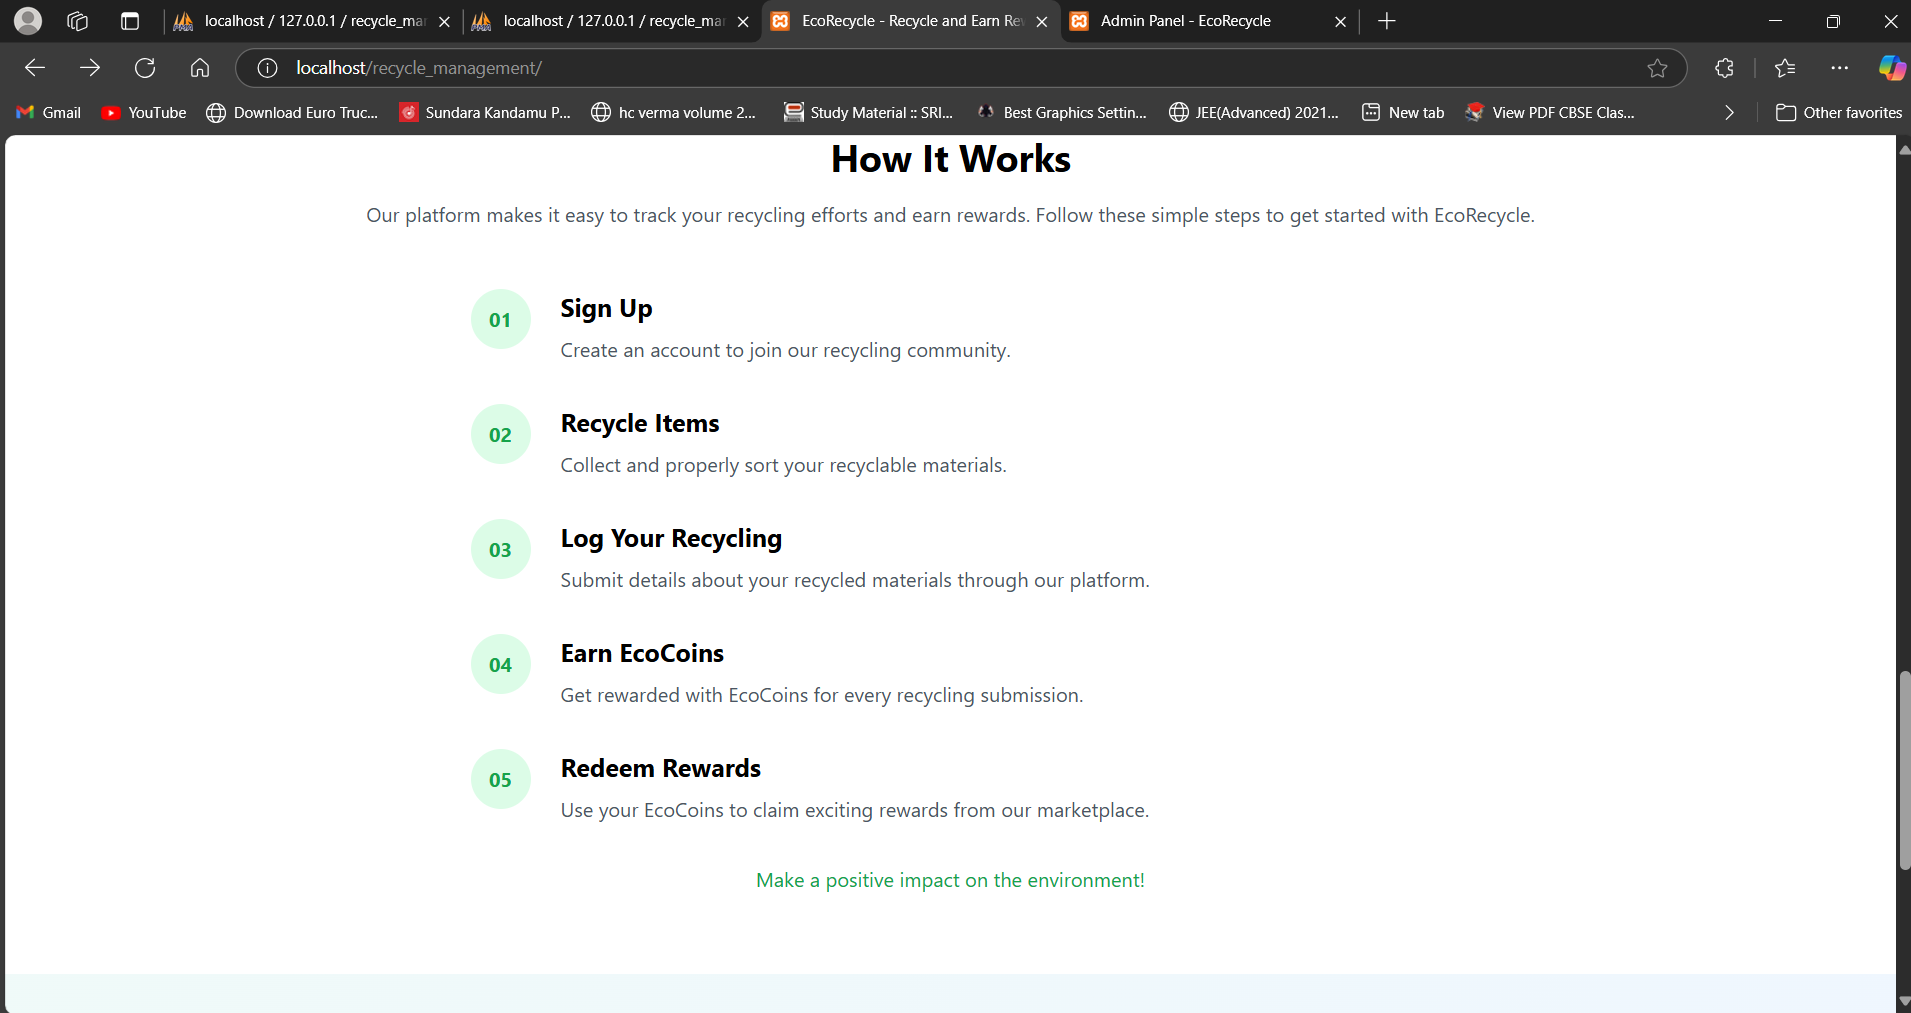 localhost / 127.0.0.1 / recycle_mar
localhost / 127.0.0.1 / recycle_mar
EcoRecycle - Recycle and Earn Re
Admin Panel - EcoRecycle
localhost/recycle_management/
Gmail
YouTube
Download Euro Truc...
Sundara Kandamu P...
hc verma volume 2...
Study Material :: SRI...
Best Graphics Settin...
JEE(Advanced) 2021...
New tab
View PDF CBSE Clas...
Other favorites
How It Works
Our platform makes it easy to track your recycling efforts and earn rewards. Follow these simple steps to get started with EcoRecycle.
01
Sign Up
Create an account to join our recycling community.
02
Recycle Items
Collect and properly sort your recyclable materials.
03
Log Your Recycling
Submit details about your recycled materials through our platform.
04
Earn EcoCoins
Get rewarded with EcoCoins for every recycling submission.
05
Redeem Rewards
Use your EcoCoins to claim exciting rewards from our marketplace.
Make a positive impact on the environment!